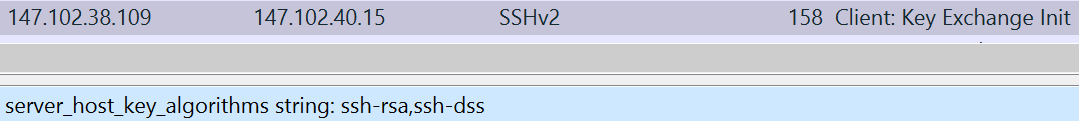 147.102.38.109 147.102.40.15 SSHv2 158 Client: Key Exchange Init
server_host_key_algorithms string: ssh-rsa,ssh-dss